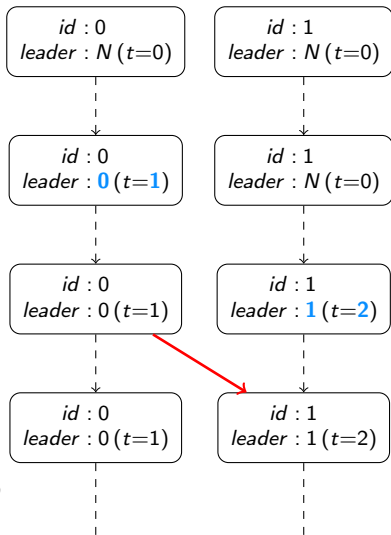 id : 0
leader : N (t=0)
id : 1
leader : N (t=0)
id : 0
leader : 0 (t=1)
id : 1
leader : N (t=0)
id : 0
leader : 0 (t=1)
id : 1
leader : 1 (t=2)
id : 0
leader : 0 (t=1)
id : 1
leader : 1 (t=2)